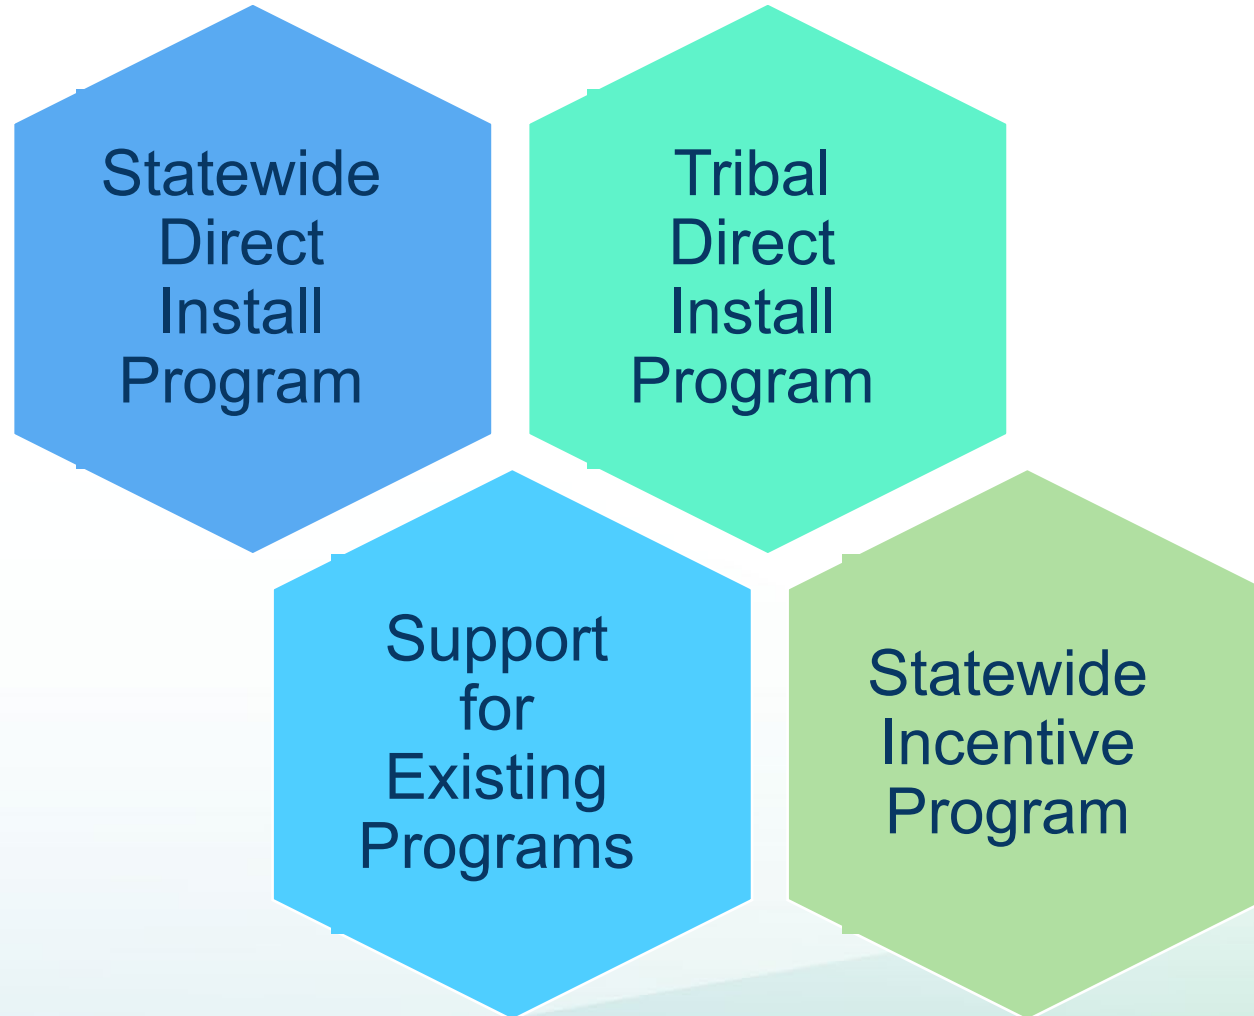 Statewide
Direct
Install
Program
Tribal
Direct
Install
Program
Support
for
Existing
Programs
Statewide
Incentive
Program